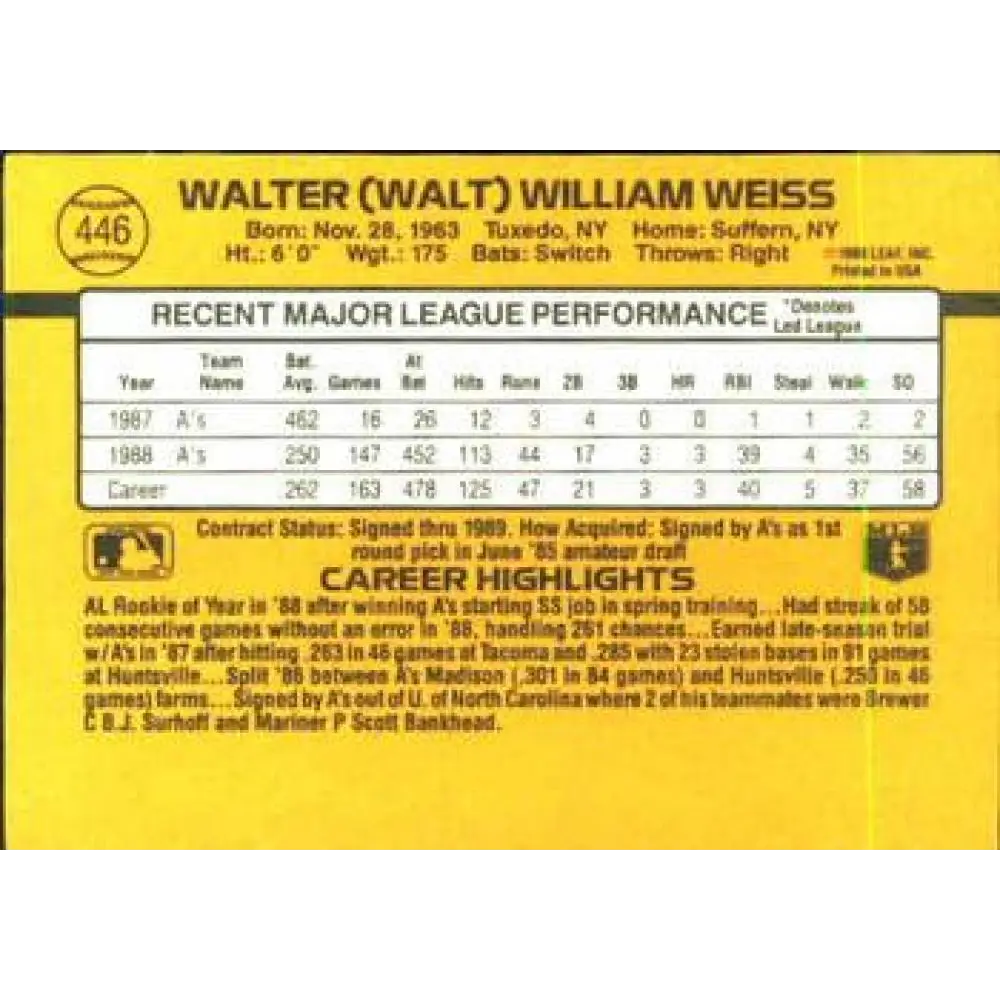 446
WALTER (WALT) WILLIAM WEISS
Born: Nov. 28, 1963 Tuxedo, NY Home: Suffern, NY
Ht.: 6'0" Wgt.: 175 Bats: Switch Throws: Right
LEAF, INC.
Printed in USA
RECENT MAJOR LEAGUE PERFORMANCE *Denotes Led League
Year Team Name Bat. Avg. Games At Bat Hits Runs 2B 3B HR RBI Steal Walk SO
1987 A's 462 16 26 12 3 4 0 0 1 1 2 2
1988 A's 250 147 452 113 44 17 3 3 39 4 35 56
Career 262 163 478 125 47 21 3 3 40 5 37 58
Contract Status: Signed thru 1989. How Acquired: Signed by A's as 1st
round pick in June '85 amateur draft
CAREER HIGHLIGHTS
AL Rookie of Year in '88 after winning A's starting SS job in spring training...Had streak of 58
consecutive games without an error in '88, handling 261 chances...Earned late-season trial
w/A's in '87 after hitting .263 in 46 games at Tacoma and .285 with 23 stolen bases in 91 games
at Huntsville...Split '86 between A's Madison (.301 in 84 games) and Huntsville (.250 in 46
games) farms...Signed by A's out of U. of North Carolina where 2 of his teammates were Brewer
C B.J. Surhoff and Mariner P Scott Bankhead.